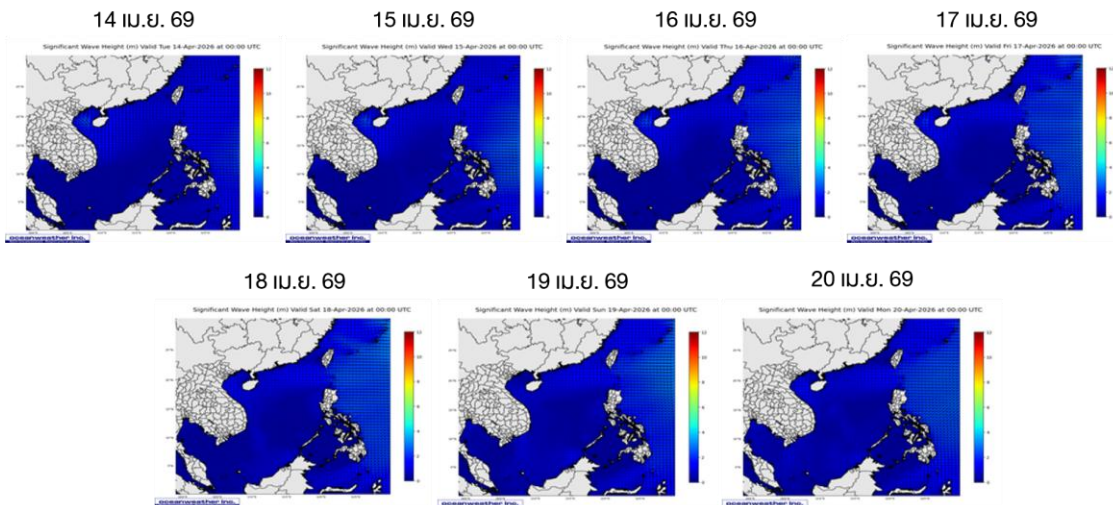 14 เม.ย. 69
15 เม.ย. 69
16 เม.ย. 69
17 เม.ย. 69
Significant Wave Height (m) Valid Tue 14-Apr-2026 at 00:00 UTC
Significant Wave Height (m) Valid Wed 15-Apr-2026 at 00:00 UTC
Significant Wave Height (m) Valid Thu 16-Apr-2026 at 00:00 UTC
Significant Wave Height (m) Valid Fri 17-Apr-2026 at 00:00 UTC
oceanweather inc.
oceanweather inc.
oceanweather inc.
oceanweather inc.
18 เม.ย. 69
19 เม.ย. 69
20 เม.ย. 69
Significant Wave Height (m) Valid Sat 18-Apr-2026 at 00:00 UTC
Significant Wave Height (m) Valid Sun 19-Apr-2026 at 00:00 UTC
Significant Wave Height (m) Valid Mon 20-Apr-2026 at 00:00 UTC
oceanweather inc.
oceanweather inc.
oceanweather inc.